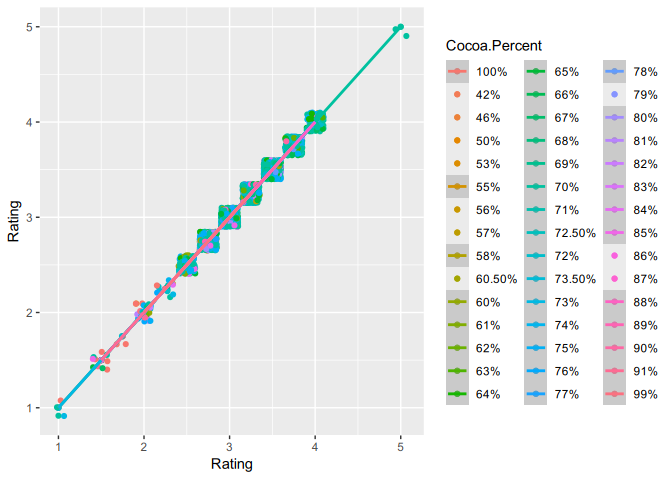 Cocoa.Percent
100% 65% 78%
42% 66% 79%
46% 67% 80%
50% 68% 81%
53% 69% 82%
55% 70% 83%
56% 71% 84%
57% 72.50% 85%
58% 72% 86%
60.50% 73.50% 87%
60% 73% 88%
61% 74% 89%
62% 75% 90%
63% 76% 91%
64% 77% 99%
5
4
3
2
1
Rating
1 2 3 4 5
Rating